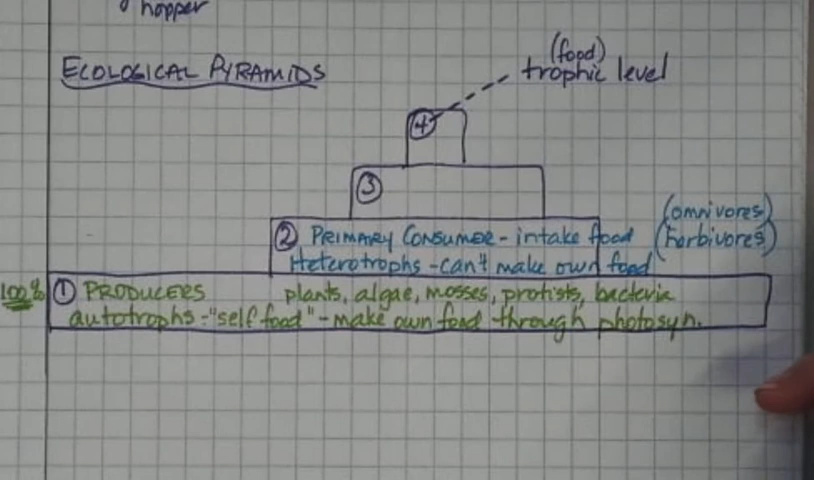 hopper
ECOLOGICAL PYRAMIDS
(food)
trophic level
4
3
2 PRIMARY CONSUMER - intake food
Heterotrophs - can't make own food
(omnivores)
(herbivores)
100% 1 PRODUCERS plants, algae, mosses, protists, bacteria
autotrophs - "self food" - make own food through photosyn.